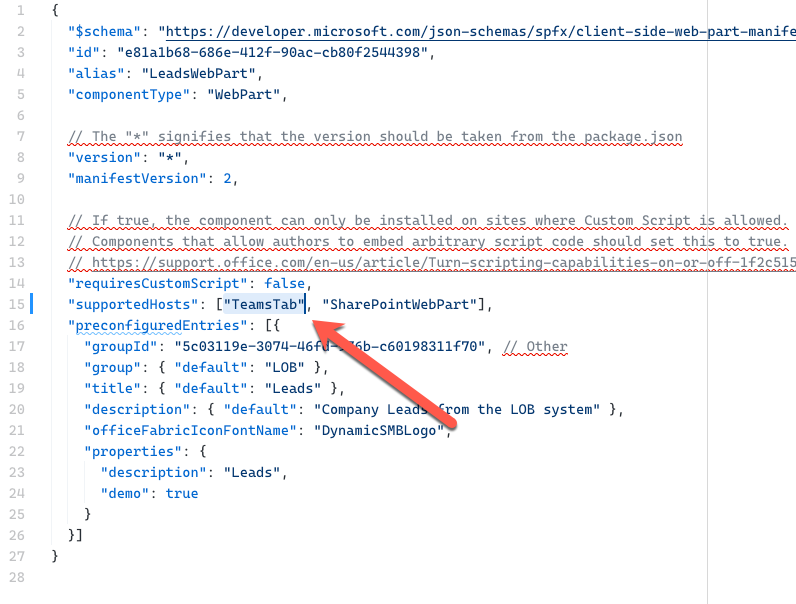 1 {
2 "$schema": "https://developer.microsoft.com/json-schemas/spfx/client-side-web-part-manife
3 "id": "e81a1b68-686e-412f-90ac-cb80f2544398",
4 "alias": "LeadsWebPart",
5 "componentType": "WebPart",
6
7 // The "*" signifies that the version should be taken from the package.json
8 "version": "*",
9 "manifestVersion": 2,
10
11 // If true, the component can only be installed on sites where Custom Script is allowed.
12 // Components that allow authors to embed arbitrary script code should set this to true.
13 // https://support.office.com/en-us/article/Turn-scripting-capabilities-on-or-off-1f2c515
14 "requiresCustomScript": false,
15 "supportedHosts": ["TeamsTab", "SharePointWebPart"],
16 "preconfiguredEntries": [{
17 "groupId": "5c03119e-3074-46fd-976b-c60198311f70", // Other
18 "group": { "default": "LOB" },
19 "title": { "default": "Leads" },
20 "description": { "default": "Company Leads from the LOB system" },
21 "officeFabricIconFontName": "DynamicSMBLogo",
22 "properties": {
23 "description": "Leads",
24 "demo": true
25 }
26 }]
27 }
28